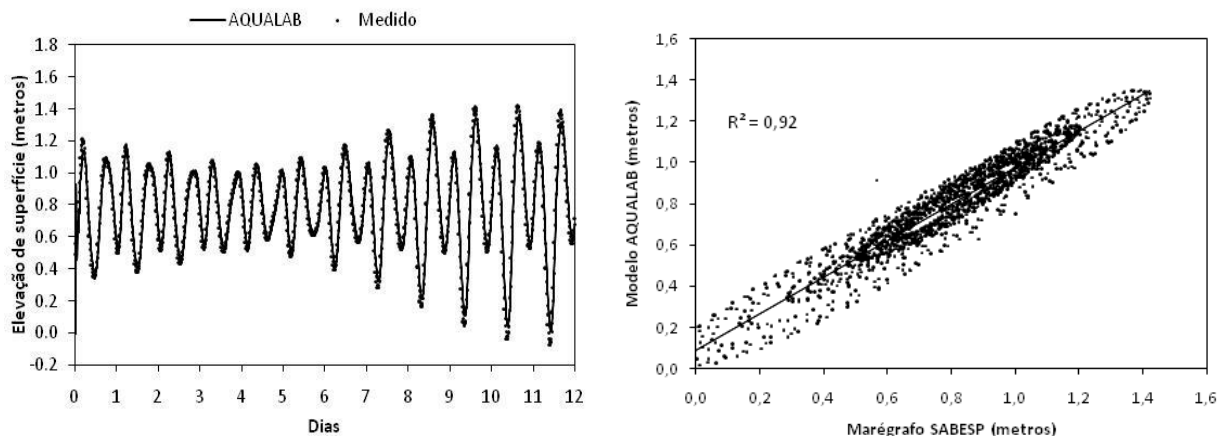 AQUALAB
Medido
Elevação de superfície (metros)
1.8
1.6
1.4
1.2
1.0
0.8
0.6
0.4
0.2
0.0
-0.2
0 1 2 3 4 5 6 7 8 9 10 11 12
Dias
Modelo AQUALAB (metros)
1,6
1,4
1,2
1,0
0,8
0,6
0,4
0,2
0,0
R² = 0,92
0,0 0,2 0,4 0,6 0,8 1,0 1,2 1,4 1,6
Marégrafo SABESP (metros)